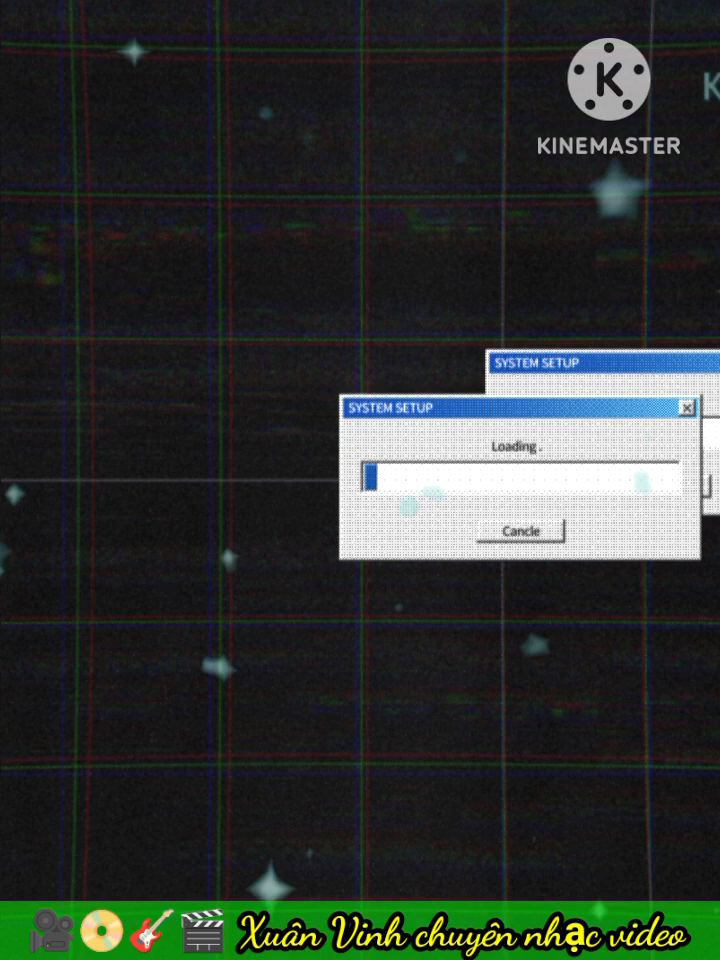 K
KINEMASTER
K
SYSTEM SETUP
SYSTEM SETUP
Loading.
Cancle
🎥📀🎸🎬 Xuân Vinh chuyên nhạc video